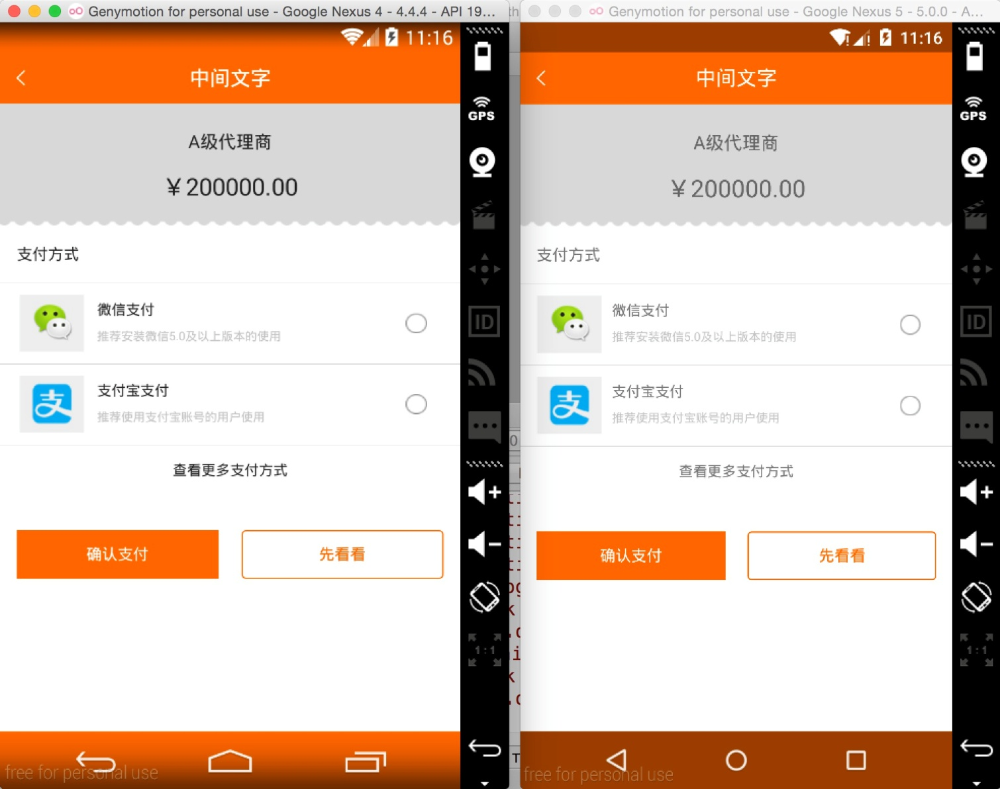 Genymotion for personal use - Google Nexus 4 - 4.4.4 - API 19...
11:16
中间文字
A级代理商
¥200000.00
支付方式
微信支付
推荐安装微信5.0及以上版本的使用
支付宝支付
推荐使用支付宝账号的用户使用
查看更多支付方式
确认支付
先看看
free for personal use
GPS
ID
1:1
Genymotion for personal use - Google Nexus 5 - 5.0.0 - A...
11:16
中间文字
A级代理商
¥200000.00
支付方式
微信支付
推荐安装微信5.0及以上版本的使用
支付宝支付
推荐使用支付宝账号的用户使用
查看更多支付方式
确认支付
先看看
free for personal use
GPS
ID
1:1